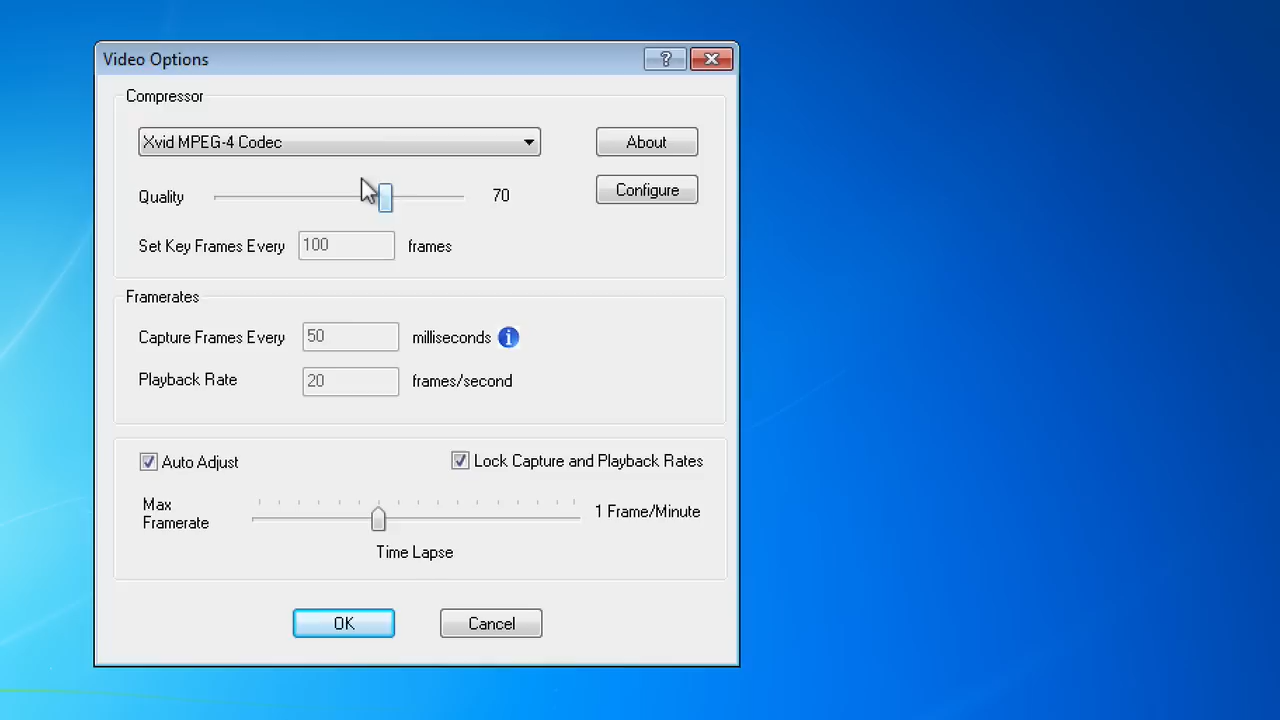 Video Options
?
Compressor
Xvid MPEG-4 Codec
About
Quality
70
Configure
Set Key Frames Every 100 frames
Framerates
Capture Frames Every 50 milliseconds i
Playback Rate 20 frames/second
Auto Adjust
Lock Capture and Playback Rates
Max
Framerate
1 Frame/Minute
Time Lapse
OK
Cancel